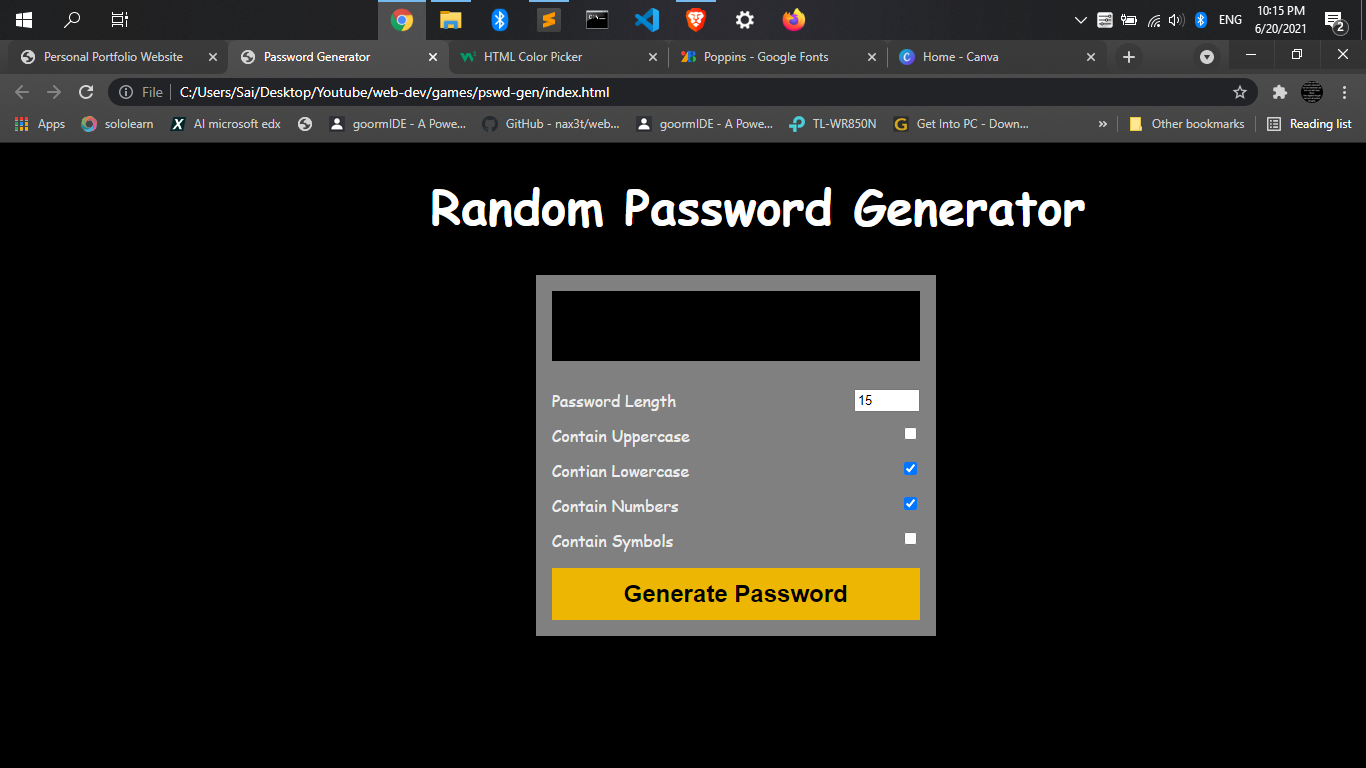 ENG
10:15 PM
6/20/2021
2
Personal Portfolio Website
Password Generator
HTML Color Picker
Poppins - Google Fonts
Home - Canva
File
C:/Users/Sai/Desktop/Youtube/web-dev/games/pswd-gen/index.html
Apps
sololearn
AI microsoft edx
goormIDE - A Powe...
GitHub - nax3t/web...
goormIDE - A Powe...
TL-WR850N
Get Into PC - Down...
»
Other bookmarks
Reading list
Random Password Generator
Password Length
15
Contain Uppercase
Contian Lowercase
Contain Numbers
Contain Symbols
Generate Password